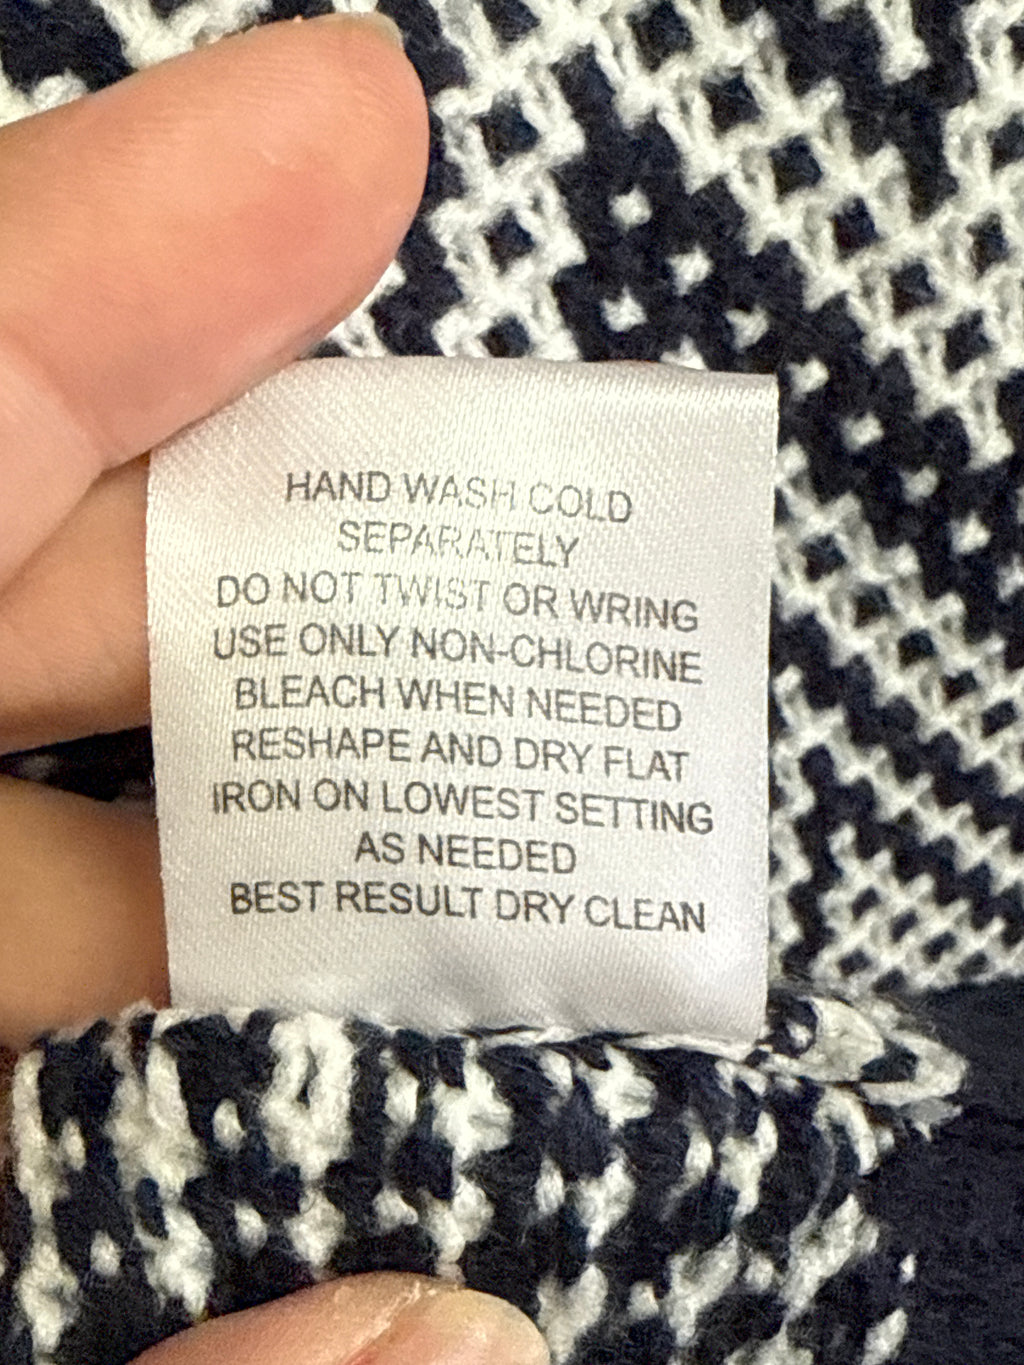 HAND WASH COLD
SEPARATELY
DO NOT TWIST OR WRING
USE ONLY NON-CHLORINE
BLEACH WHEN NEEDED
RESHAPE AND DRY FLAT
IRON ON LOWEST SETTING
AS NEEDED
BEST RESULT DRY CLEAN